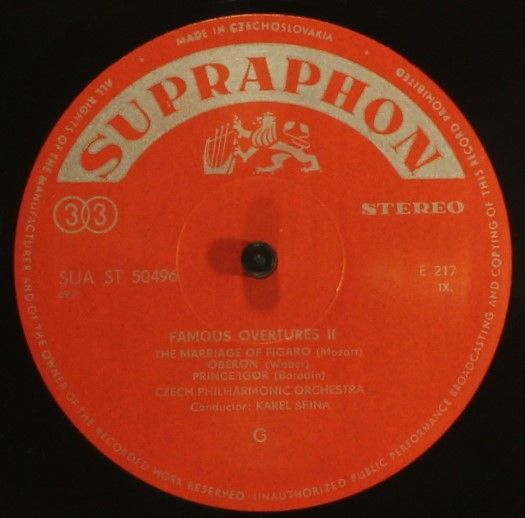 MADE IN CZECHOSLOVAKIA
SUPRAPHON
33
STEREO
SUA ST 50496
E 217
IX.
FAMOUS OVERTURES II
THE MARRIAGE OF FIGARO (Mozart)
OBERON (Weber)
PRINCE IGOR (Borodin)
CZECH PHILHARMONIC ORCHESTRA
Conductor: KAREL ŠEJNA
G
ALL RIGHTS OF THE MANUFACTURER AND OF THE OWNER OF THE RECORDED WORK RESERVED. UNAUTHORIZED PUBLIC PERFORMANCE BROADCASTING AND COPYING OF THIS RECORD PROHIBITED